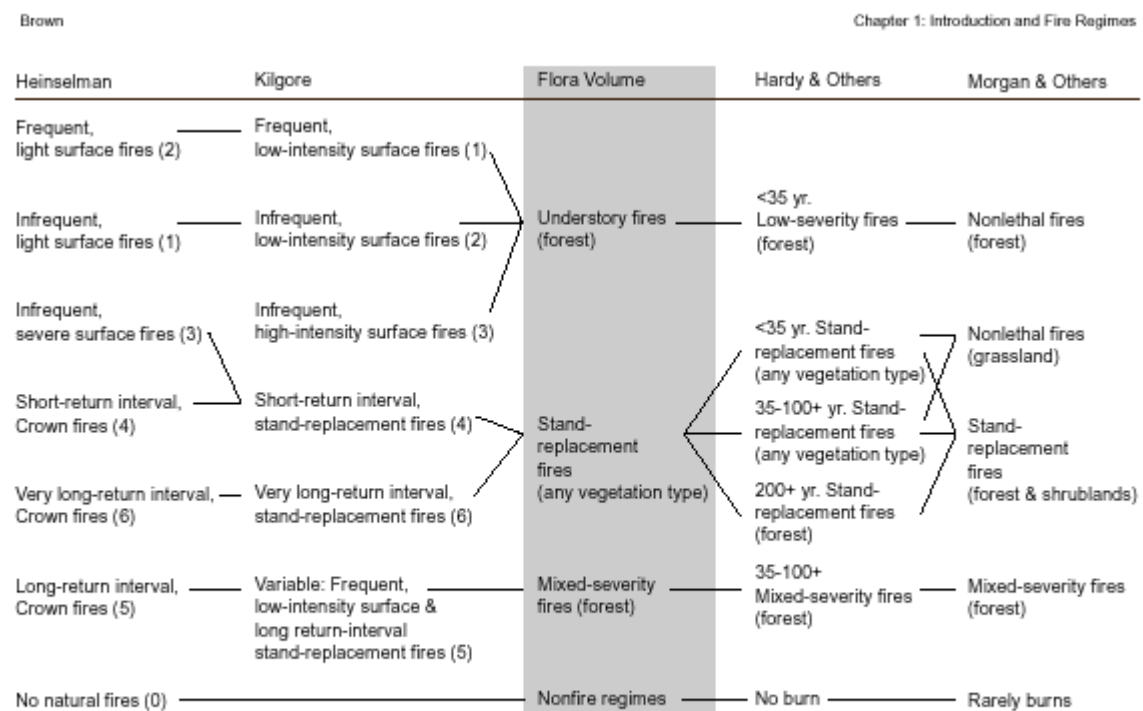 Brown
Chapter 1: Introduction and Fire Regimes
Heinselman
Kilgore
Flora Volume
Hardy & Others
Morgan & Others
Frequent,
light surface fires (2)
Frequent,
low-intensity surface fires (1)
Infrequent,
light surface fires (1)
Infrequent,
low-intensity surface fires (2)
Understory fires
(forest)
<35 yr.
Low-severity fires
(forest)
Nonlethal fires
(forest)
Infrequent,
severe surface fires (3)
Infrequent,
high-intensity surface fires (3)
<35 yr. Stand-
replacement fires
(any vegetation type)
Nonlethal fires
(grassland)
Short-return interval,
Crown fires (4)
Short-return interval,
stand-replacement fires (4)
Stand-
replacement
fires
(any vegetation type)
35-100+ yr. Stand-
replacement fires
(any vegetation type)
Stand-
replacement
fires
(forest & shrublands)
Very long-return interval,
Crown fires (6)
Very long-return interval,
stand-replacement fires (6)
200+ yr. Stand-
replacement fires
(forest)
Long-return interval,
Crown fires (5)
Variable: Frequent,
low-intensity surface &
long return-interval
stand-replacement fires (5)
Mixed-severity
fires (forest)
35-100+
Mixed-severity fires
(forest)
Mixed-severity fires
(forest)
No natural fires (0)
Nonfire regimes
No burn
Rarely burns